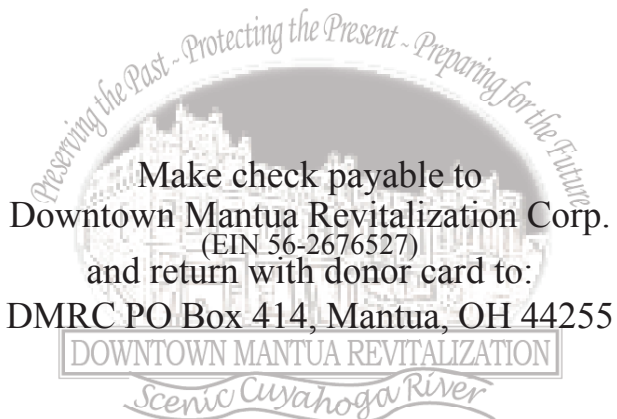 Preserving the Past ~ Protecting the Present ~ Preparing for the Future
Make check payable to
Downtown Mantua Revitalization Corp.
(EIN 56-2676527)
and return with donor card to:
DMRC PO Box 414, Mantua, OH 44255
DOWNTOWN MANTUA REVITALIZATION
Scenic Cuyahoga River